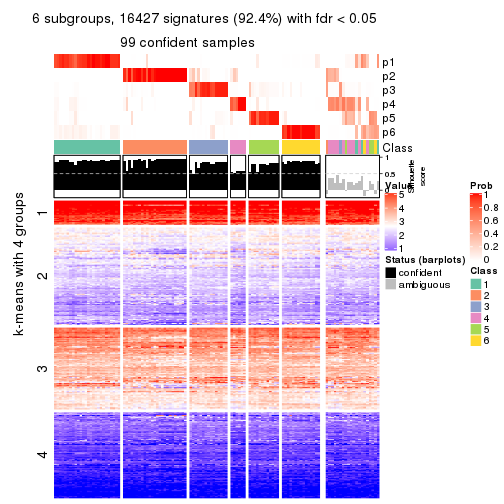 6 subgroups, 16427 signatures (92.4%) with fdr < 0.05
99 confident samples
p1
p2
p3
p4
p5
p6
Class
1
0.5
0
Silhouette
score
k-means with 4 groups
1
2
3
4
Value
5
4
3
2
1
Status (barplots)
confident
ambiguous
Prob
1
0.8
0.6
0.4
0.2
0
Class
1
2
3
4
5
6